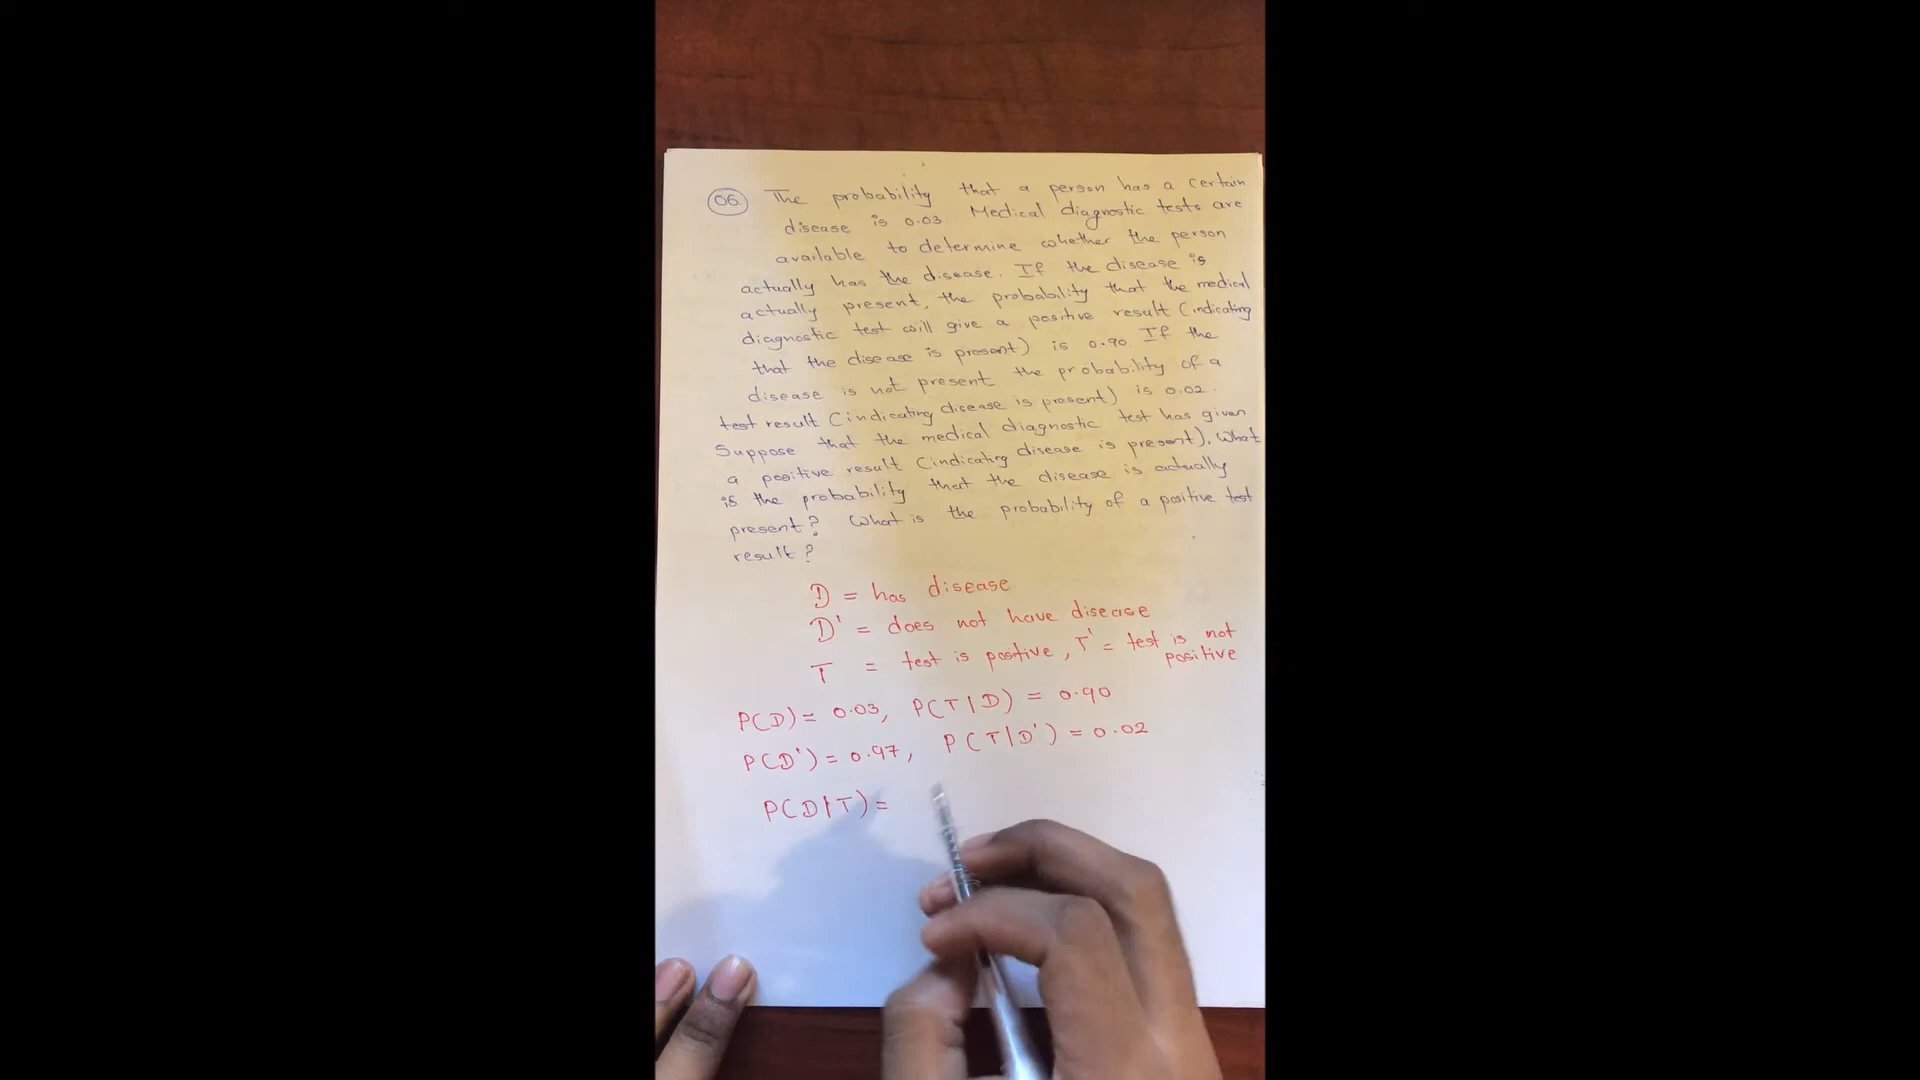 06. The probability that a person has a certain
disease is 0.03. Medical diagnostic tests are
available to determine whether the person
actually has the disease. If the disease is
actually present, the probability that the medical
diagnostic test will give a positive result (indicating
that the disease is present) is 0.90 If the
disease is not present the probability of a
test result (indicating disease is present) is 0.02.
Suppose that the medical diagnostic test has given
a positive result (indicating disease is present). What
is the probability that the disease is actually
present? What is the probability of a positive test
result?
D = has disease
D' = does not have disease
T = test is positive, T' = test is not positive
P(D) = 0.03, P(T|D) = 0.90
P(D') = 0.97, P(T|D') = 0.02
P(D|T) =